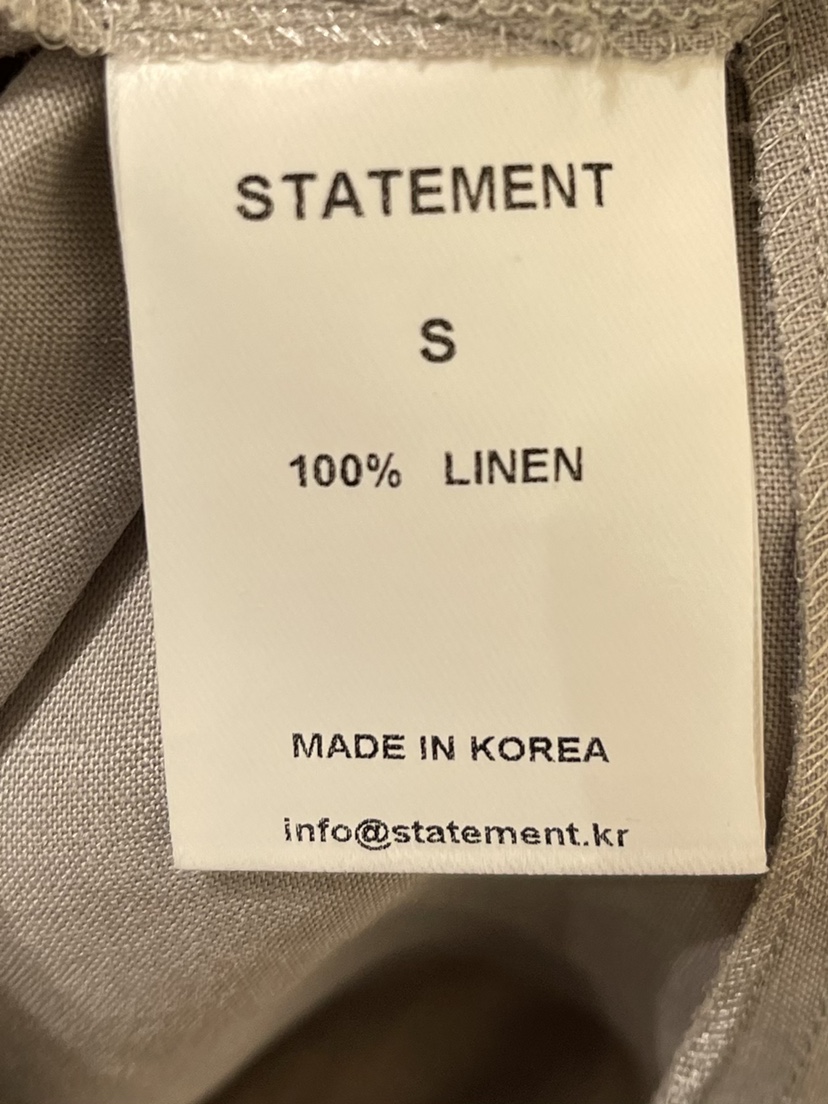 STATEMENT
S
100% LINEN
MADE IN KOREA
info@statement.kr